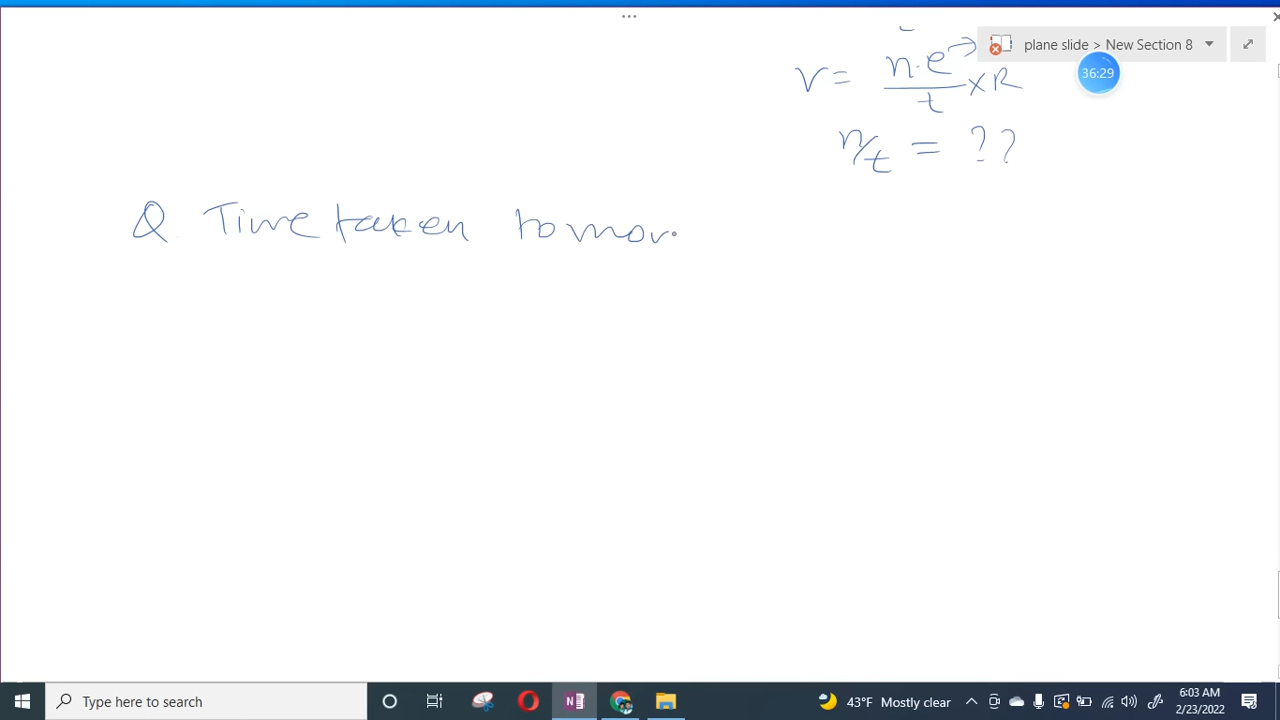 plane slide > New Section 8
36:29
V = n·e → / t × R
n/t = ??
Q Time taken to mov
Type here to search
43°F Mostly clear
6:03 AM
2/23/2022